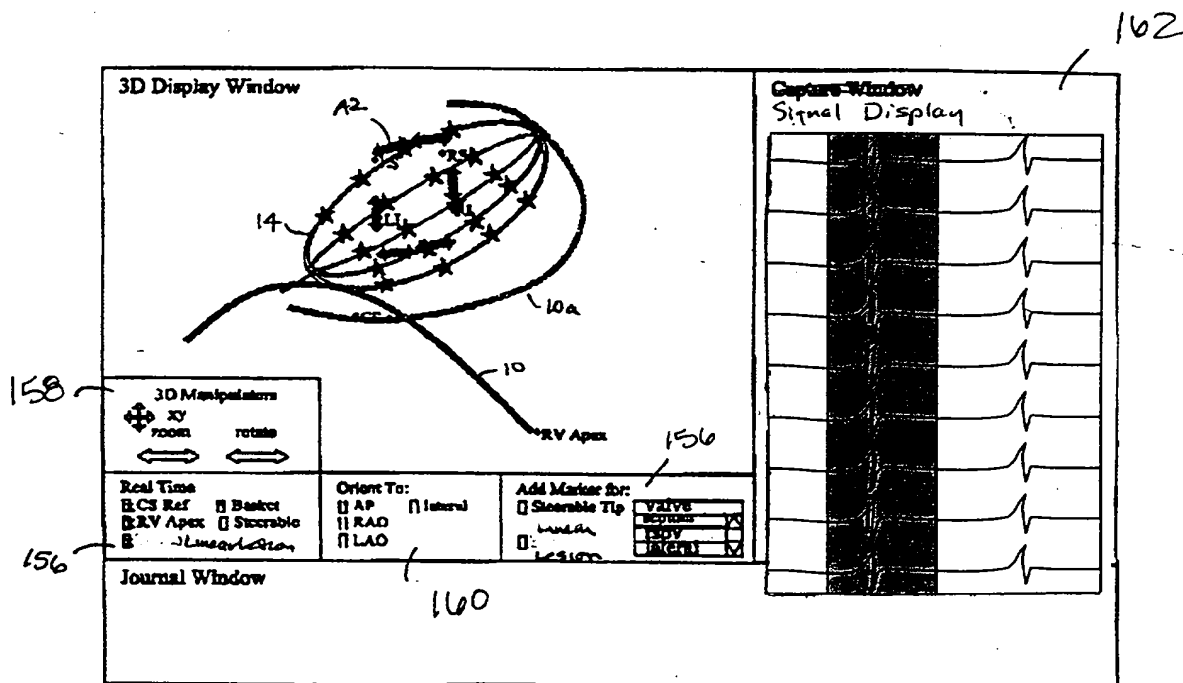 162
3D Display Window
Capture Window
Signal Display
A2
RS
14
LI
10a
10
158
3D Manipulators
xy
zoom
rotate
RV Apex
156
Real Time
CS Ref
Basket
RV Apex
Steerable
156
Orient To:
AP
lateral
RAO
LAO
160
Add Marker for:
Steerable Tip
Lesion
valve
septums
lateral
Journal Window